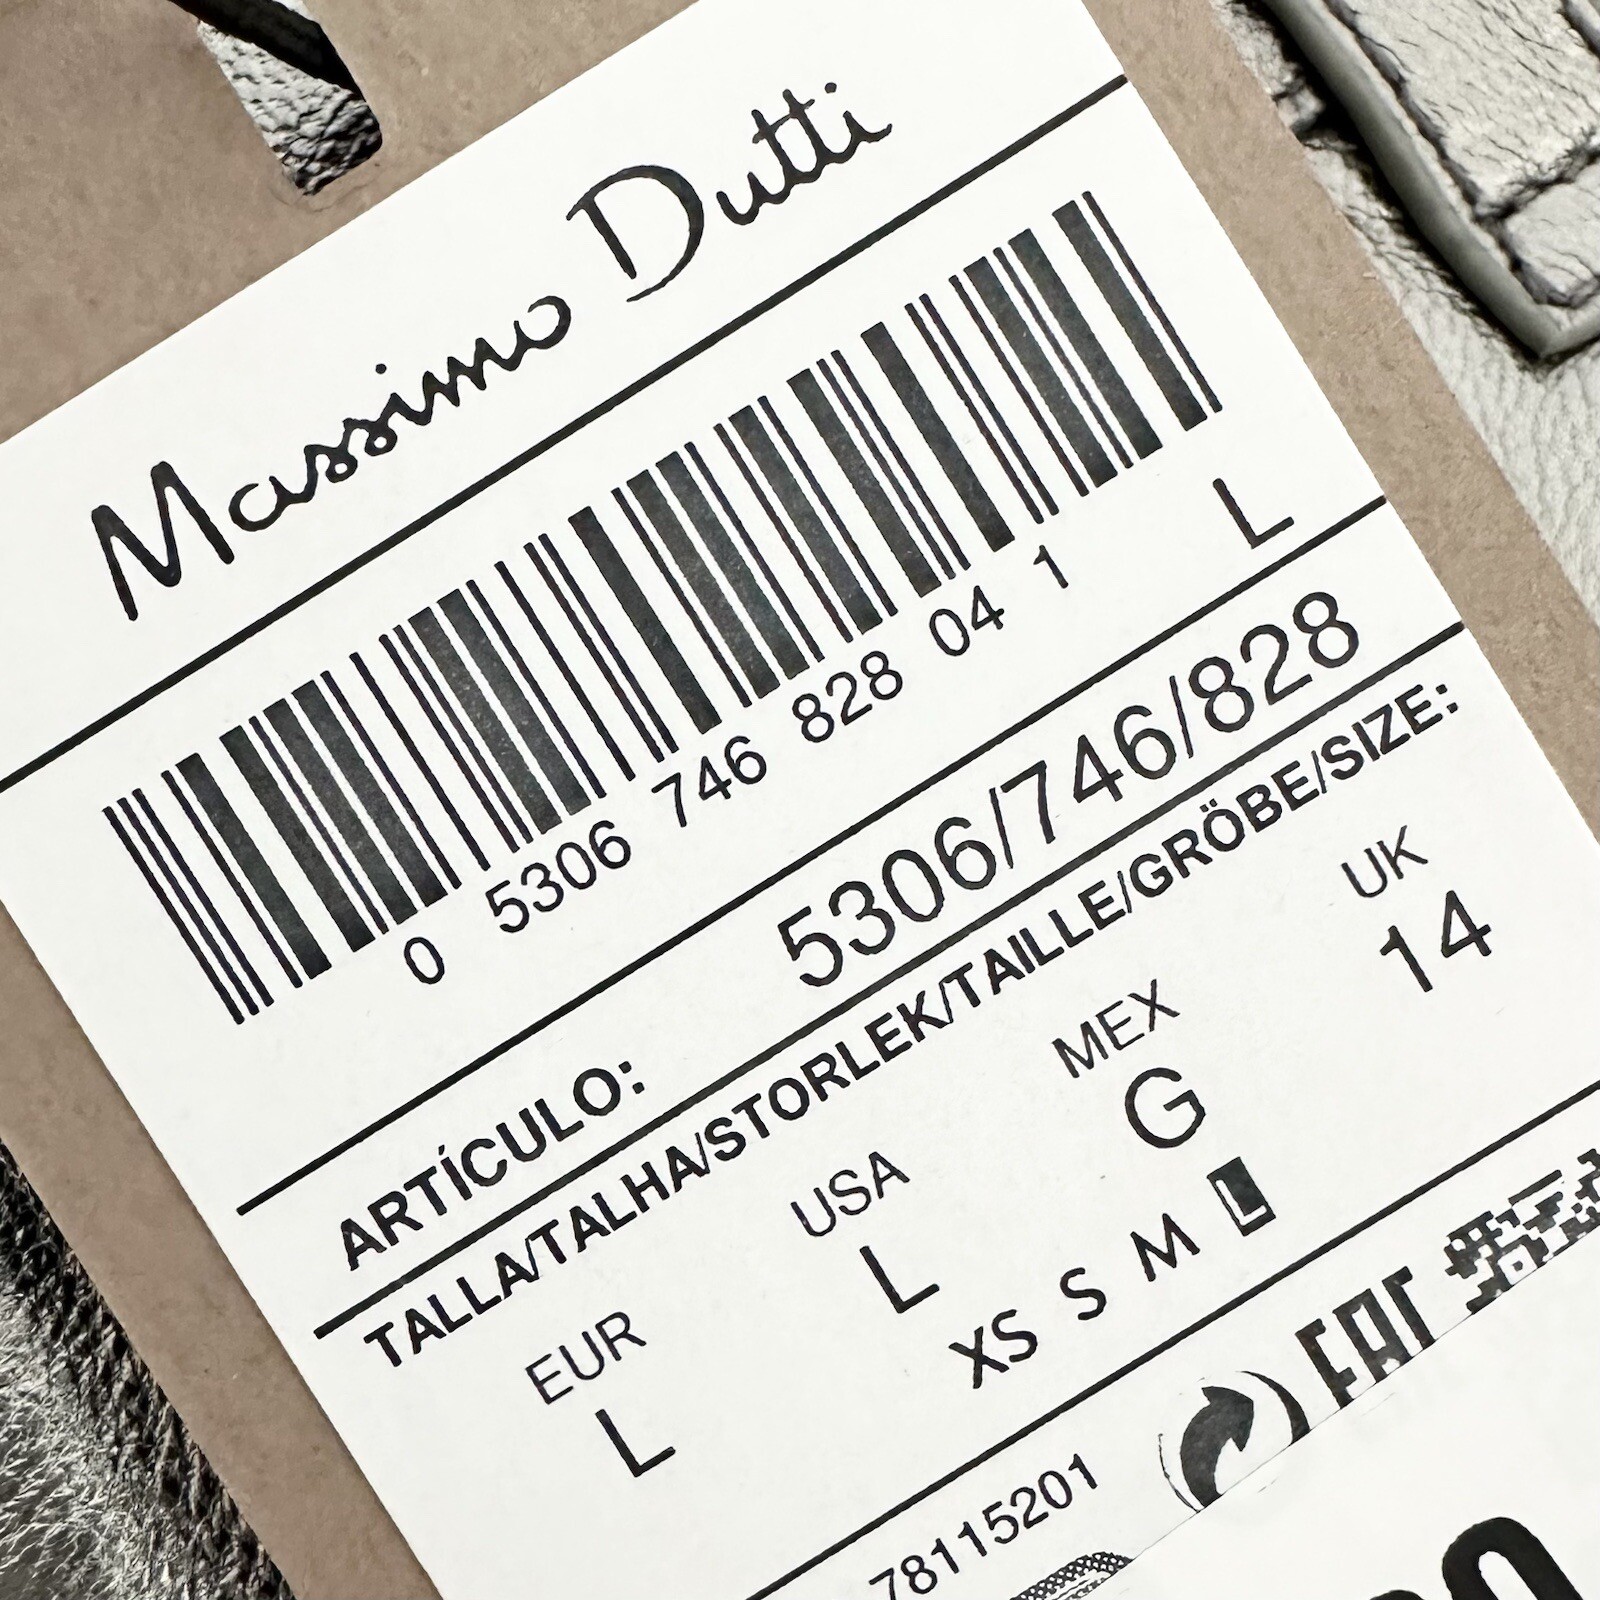 Massimo Dutti
0 5306 746 828 04 1 L
ARTÍCULO: 5306/746/828
TALLA/TALHA/STORLEK/TAILLE/GRÖBE/SIZE:
EUR USA MEX UK
L L G 14
XS S M L
78115201 EAC